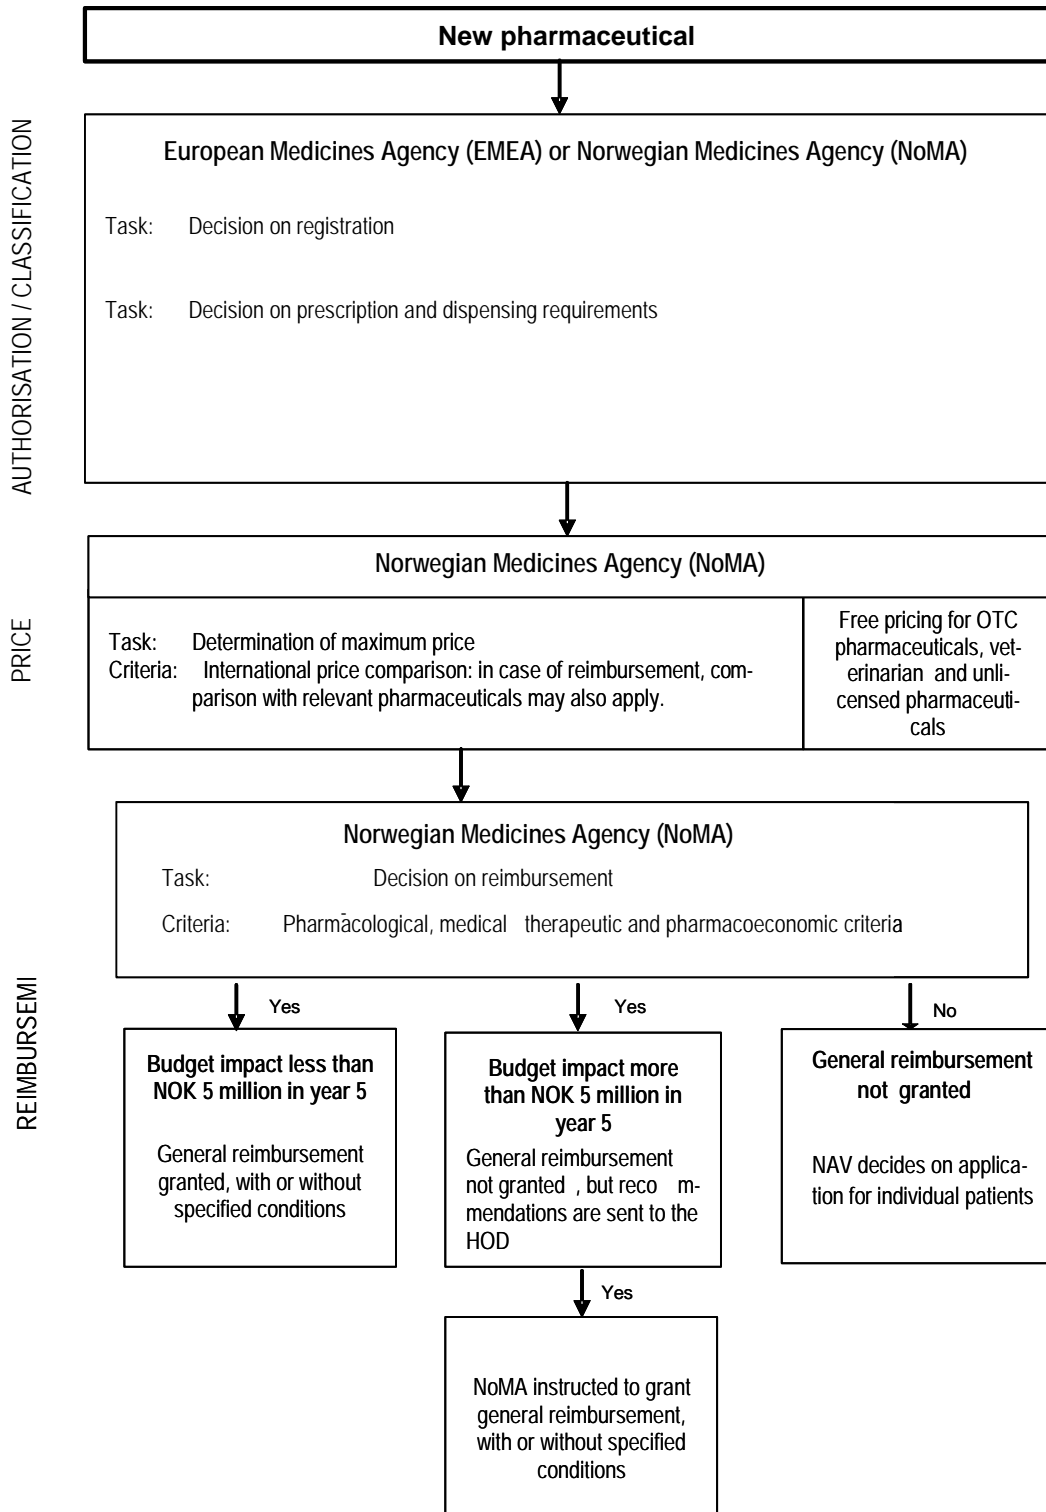 New pharmaceutical
AUTHORISATION / CLASSIFICATION
European Medicines Agency (EMEA) or Norwegian Medicines Agency (NoMA)
Task: Decision on registration
Task: Decision on prescription and dispensing requirements
PRICE
Norwegian Medicines Agency (NoMA)
Task: Determination of maximum price
Criteria: International price comparison: in case of reimbursement, com-
parison with relevant pharmaceuticals may also apply.
Free pricing for OTC
pharmaceuticals, vet-
erinarian and unli-
censed pharmaceuti-
cals
REIMBURSEMI
Norwegian Medicines Agency (NoMA)
Task: Decision on reimbursement
Criteria: Pharmacological, medical therapeutic and pharmacoeconomic criteria
Yes
Yes
No
Budget impact less than
NOK 5 million in year 5
General reimbursement
granted, with or without
specified conditions
Budget impact more
than NOK 5 million in
year 5
General reimbursement
not granted , but reco m-
mendations are sent to the
HOD
General reimbursement
not granted
NAV decides on applica-
tion for individual patients
Yes
NoMA instructed to grant
general reimbursement,
with or without specified
conditions